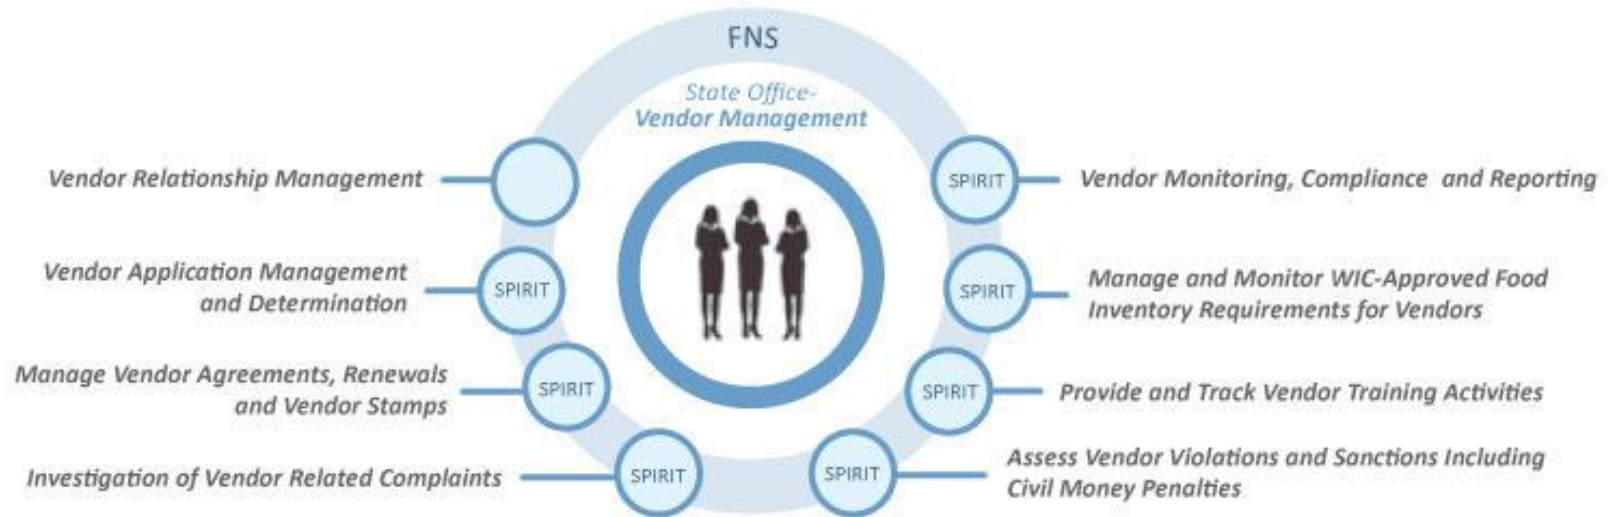 FNS
State Office-
Vendor Management
Vendor Relationship Management
SPIRIT
Vendor Monitoring, Compliance and Reporting
Vendor Application Management
and Determination
SPIRIT
SPIRIT
Manage and Monitor WIC-Approved Food
Inventory Requirements for Vendors
Manage Vendor Agreements, Renewals
and Vendor Stamps
SPIRIT
SPIRIT
Provide and Track Vendor Training Activities
Investigation of Vendor Related Complaints
SPIRIT
SPIRIT
Assess Vendor Violations and Sanctions Including
Civil Money Penalties